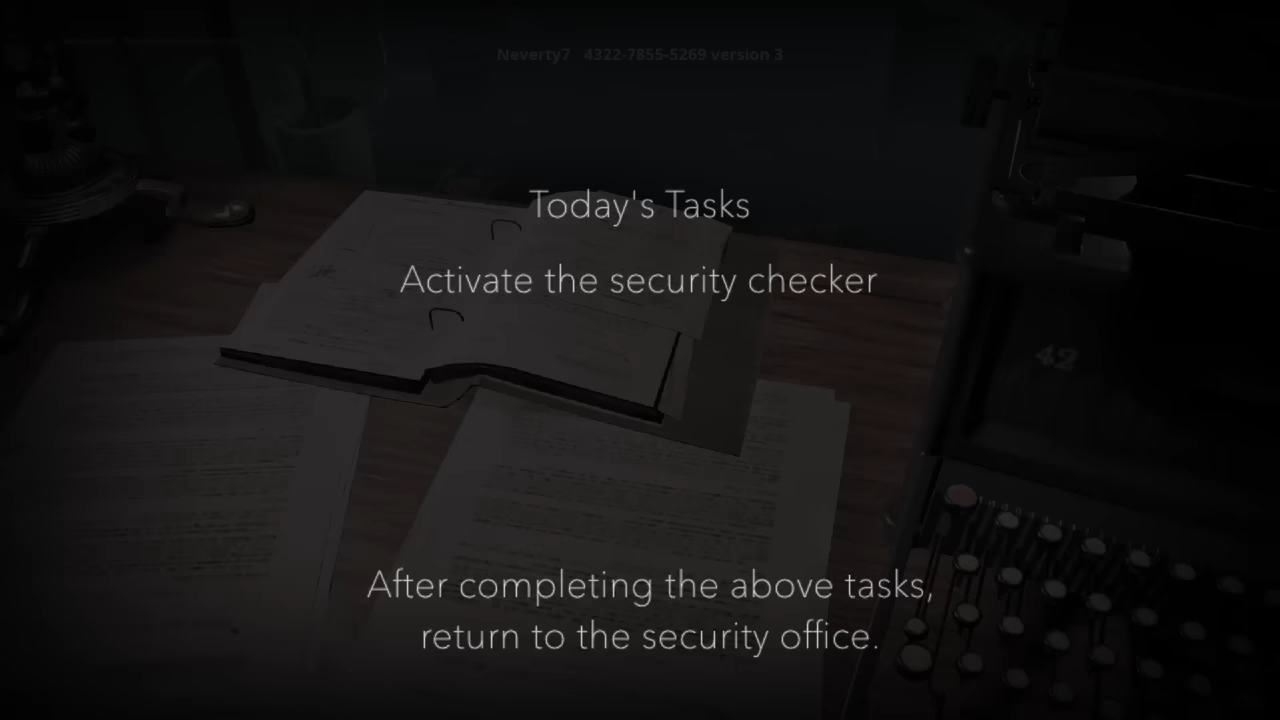 Neverty7 4322-7855-5269 version 3
Today's Tasks
Activate the security checker
42
After completing the above tasks,
return to the security office.